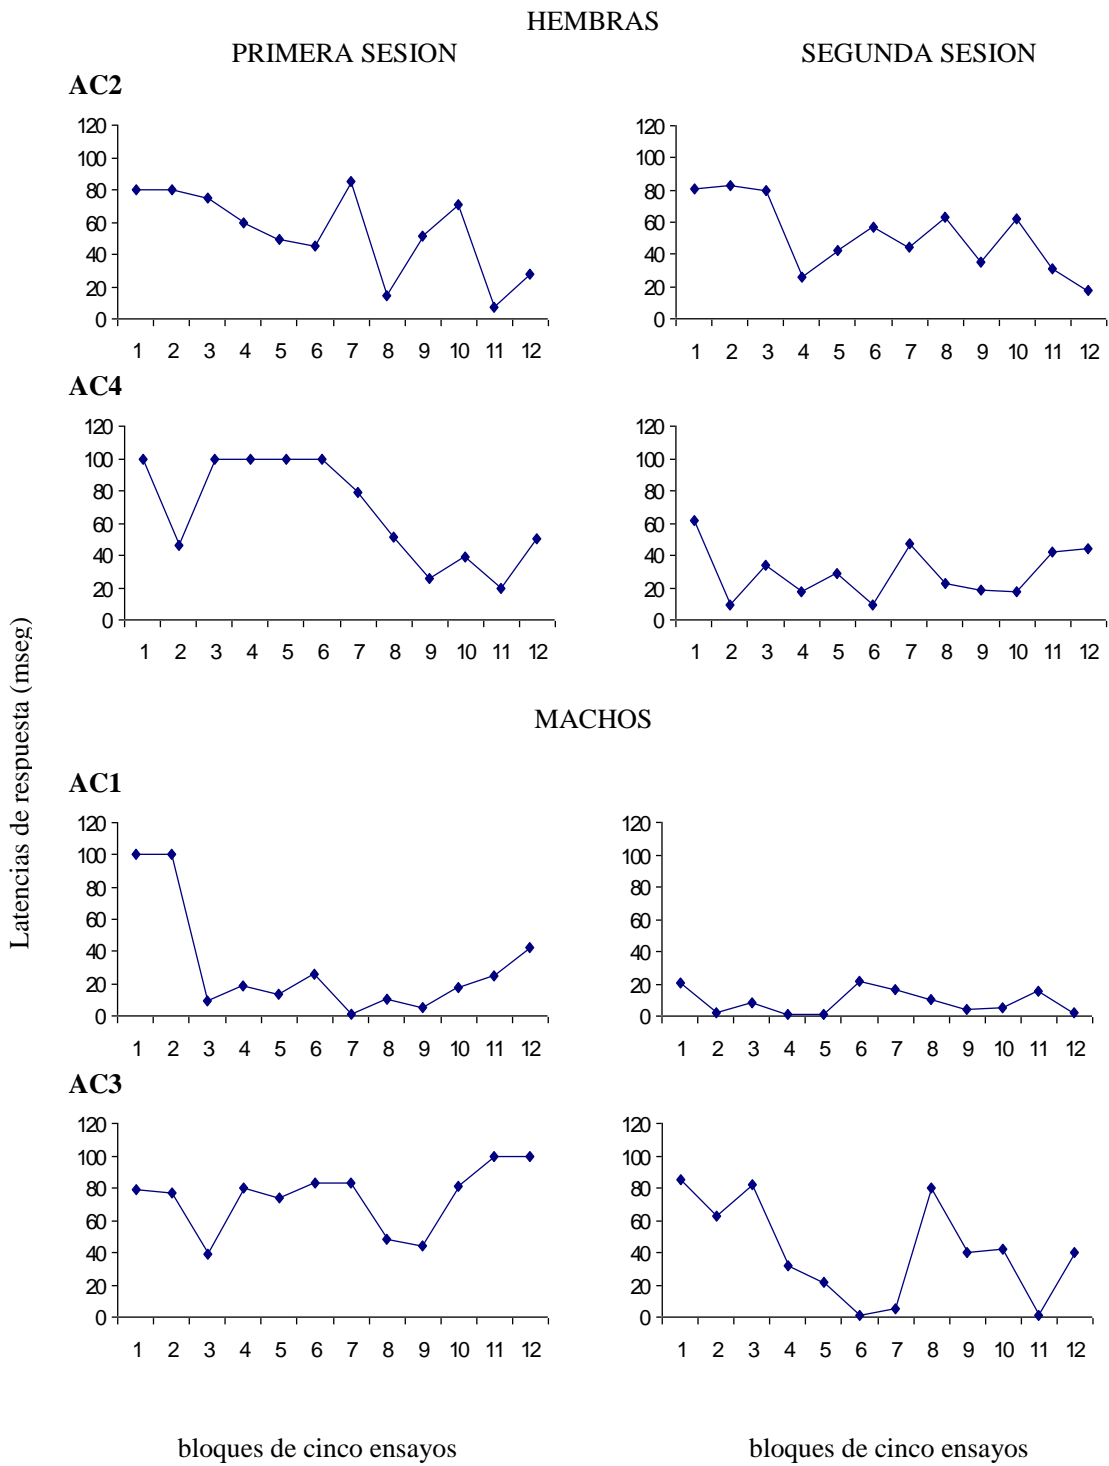 HEMBRAS
PRIMERA SESION SEGUNDA SESION
AC2
120 100 80 60 40 20 0
1 2 3 4 5 6 7 8 9 10 11 12
120 100 80 60 40 20 0
1 2 3 4 5 6 7 8 9 10 11 12
AC4
120 100 80 60 40 20 0
1 2 3 4 5 6 7 8 9 10 11 12
120 100 80 60 40 20 0
1 2 3 4 5 6 7 8 9 10 11 12
Latencias de respuesta (mseg)
MACHOS
AC1
120 100 80 60 40 20 0
1 2 3 4 5 6 7 8 9 10 11 12
120 100 80 60 40 20 0
1 2 3 4 5 6 7 8 9 10 11 12
AC3
120 100 80 60 40 20 0
1 2 3 4 5 6 7 8 9 10 11 12
120 100 80 60 40 20 0
1 2 3 4 5 6 7 8 9 10 11 12
bloques de cinco ensayos bloques de cinco ensayos